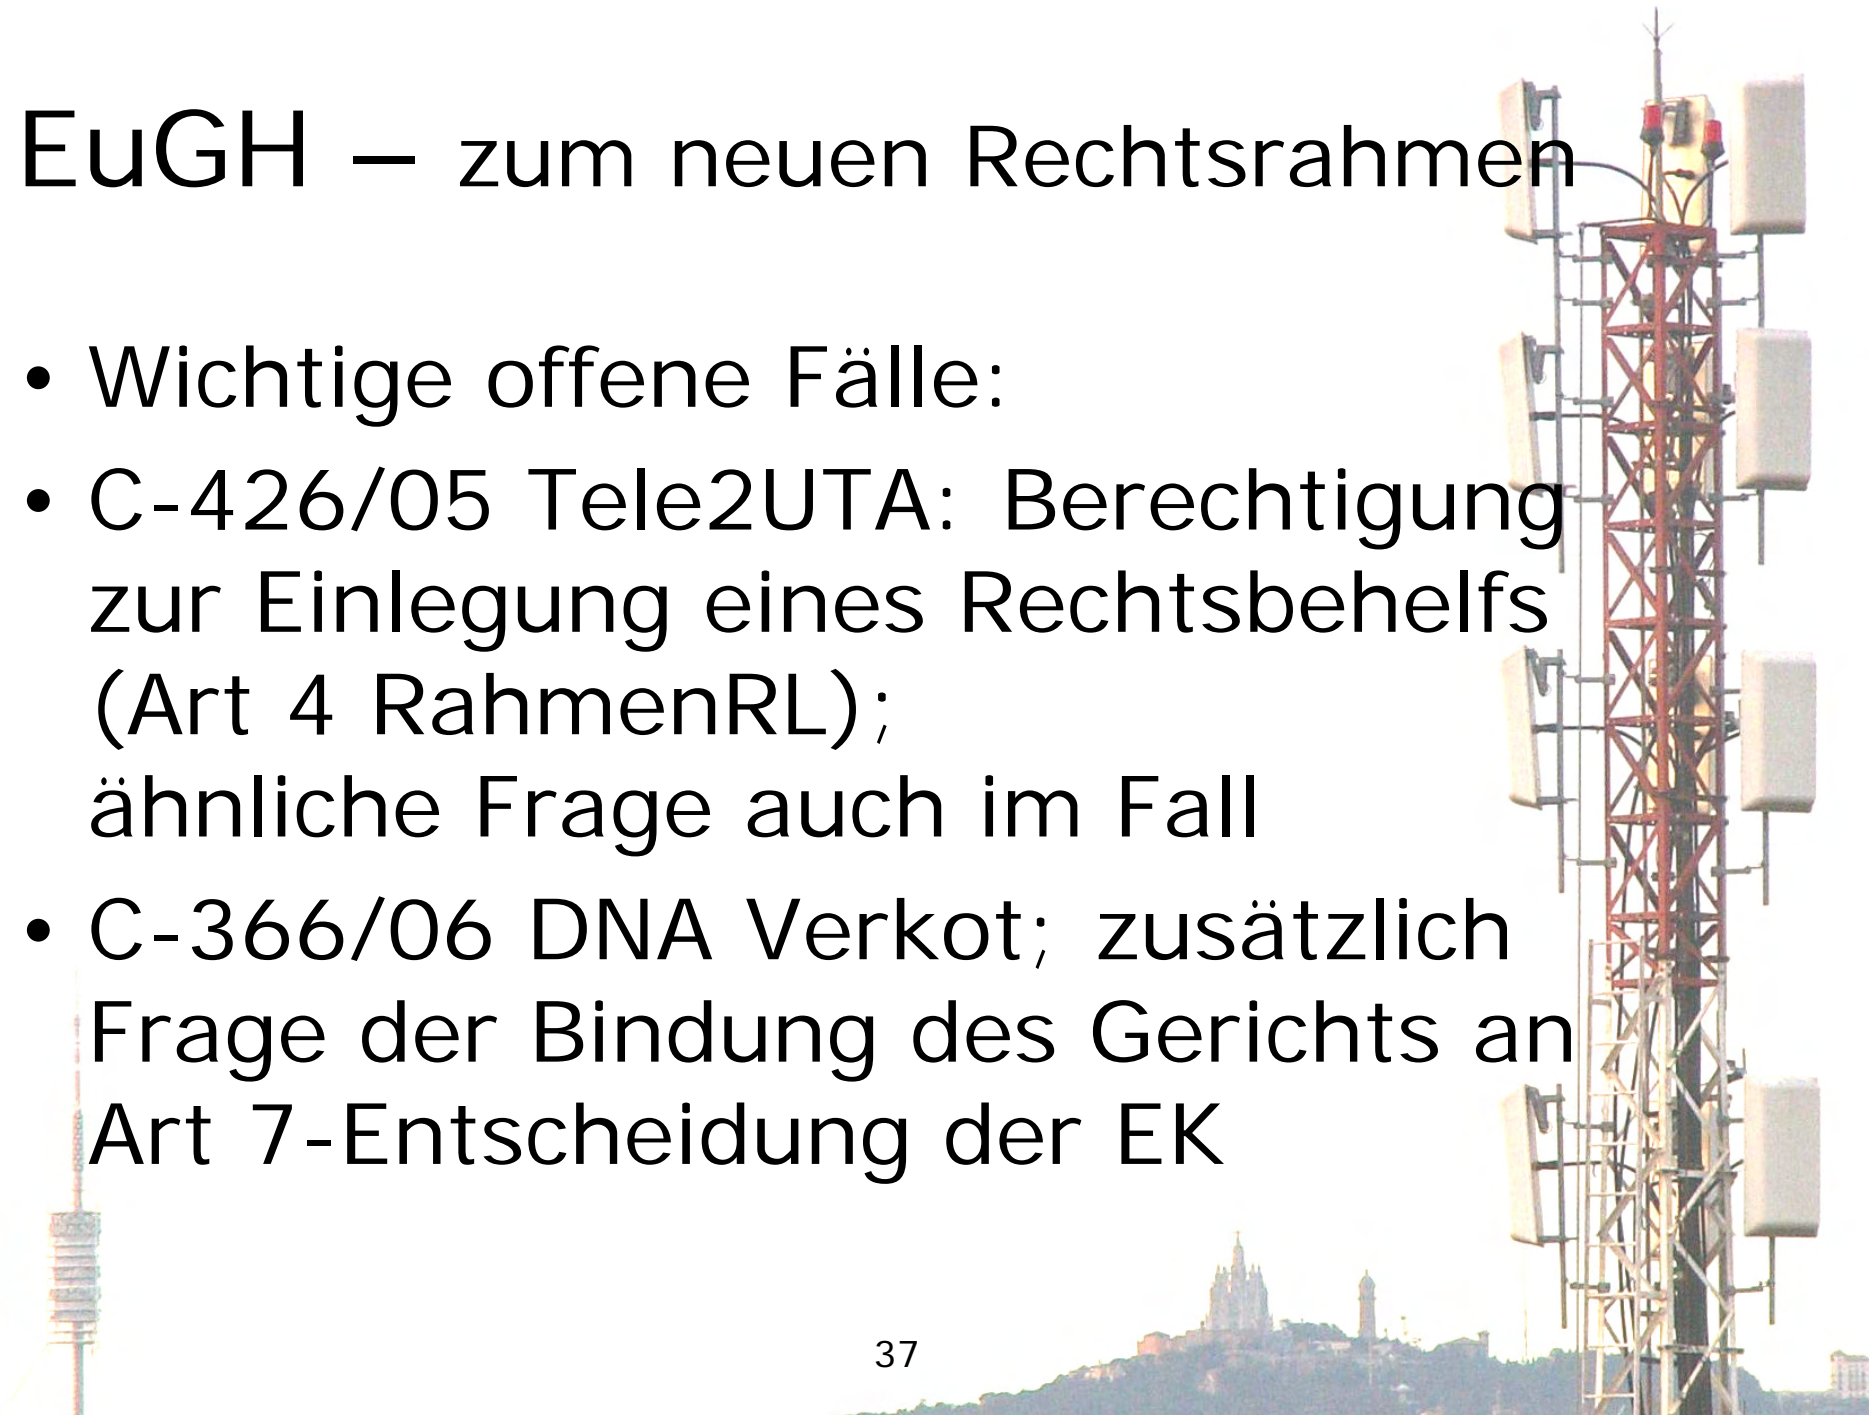 EuGH – zum neuen Rechtsrahmen
• Wichtige offene Fälle:
• C-426/05 Tele2UTA: Berechtigung
zur Einlegung eines Rechtsbehelfs
(Art 4 RahmenRL);
ähnliche Frage auch im Fall
• C-366/06 DNA Verkot; zusätzlich
Frage der Bindung des Gerichts an
Art 7-Entscheidung der EK
37